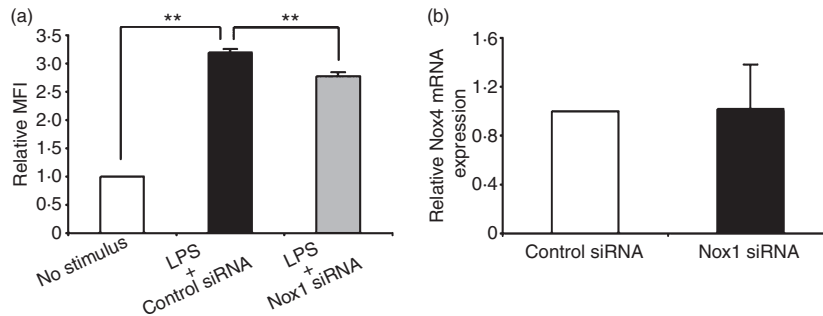 (a)
**
**
Relative MFI
3·5
3·0
2·5
2·0
1·5
1·0
0·5
0
No stimulus
LPS
+
Control siRNA
LPS
+
Nox1 siRNA
(b)
Relative Nox4 mRNA
expression
1·6
1·2
0·8
0·4
0
Control siRNA
Nox1 siRNA